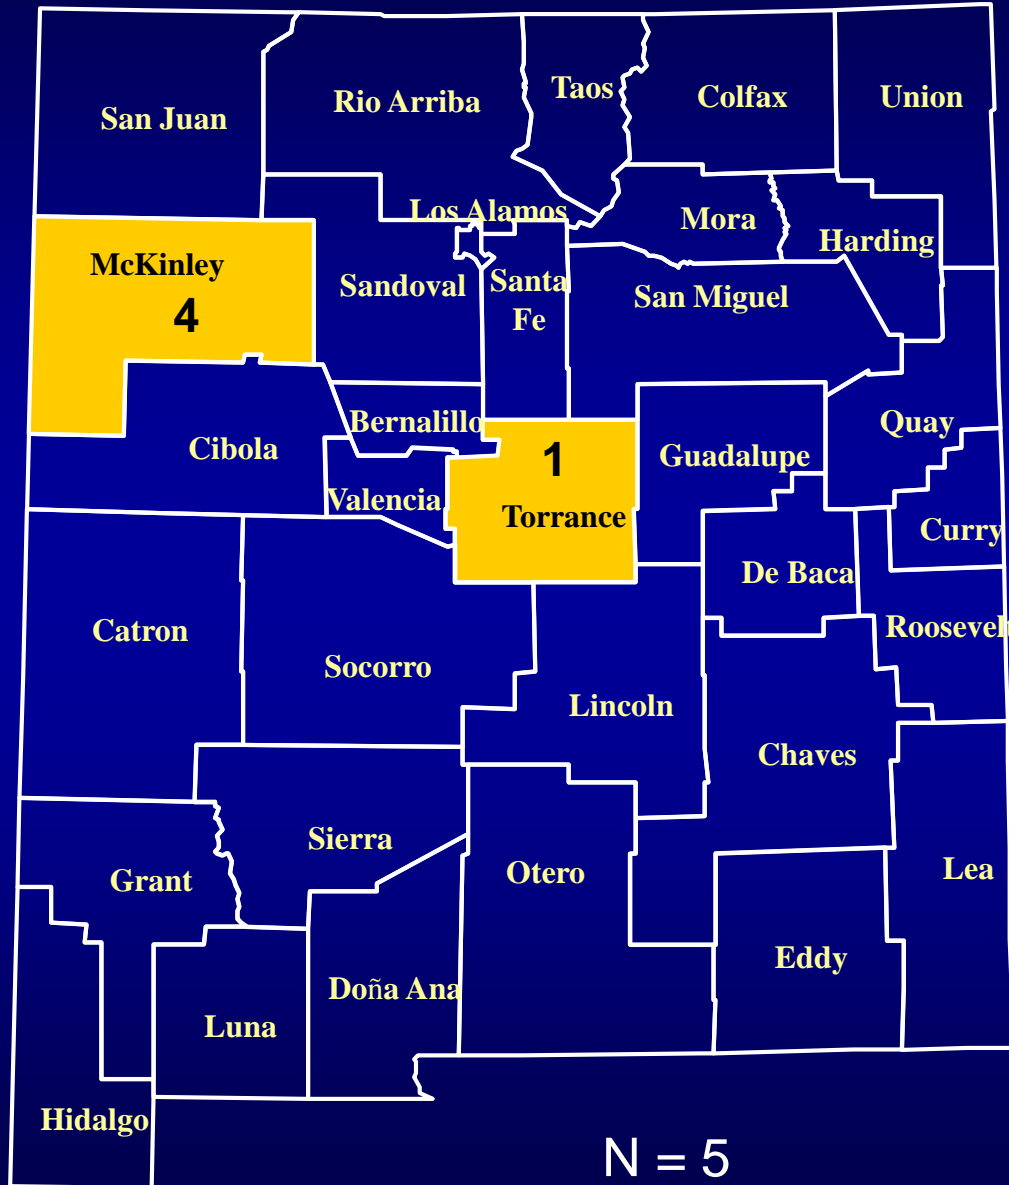 Taos
Colfax
Union
Rio Arriba
San Juan
Los Alamos
Mora
Harding
McKinley
4
Sandoval
Santa
Fe
San Miguel
Bernalillo
Quay
Cibola
1
Guadalupe
Valencia
Torrance
Curry
De Baca
Catron
Roosevelt
Socorro
Lincoln
Chaves
Sierra
Grant
Otero
Lea
Eddy
Doña Ana
Luna
Hidalgo
N = 5